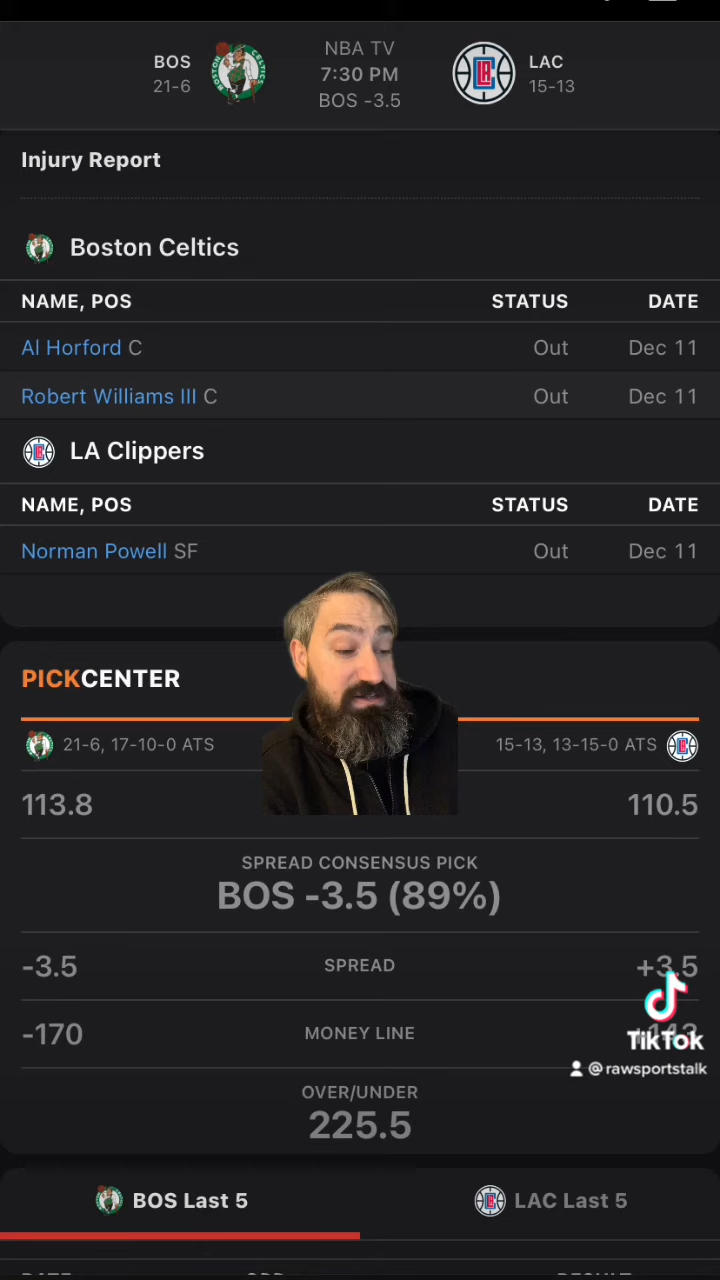 BOS
21-6
NBA TV
7:30 PM
BOS -3.5
LAC
15-13
Injury Report
Boston Celtics
NAME, POS STATUS DATE
Al Horford C Out Dec 11
Robert Williams III C Out Dec 11
LA Clippers
NAME, POS STATUS DATE
Norman Powell SF Out Dec 11
PICKCENTER
21-6, 17-10-0 ATS 15-13, 13-15-0 ATS
113.8 110.5
SPREAD CONSENSUS PICK
BOS -3.5 (89%)
-3.5 SPREAD +3.5
-170 MONEY LINE
TikTok
@rawsportstalk
OVER/UNDER
225.5
BOS Last 5 LAC Last 5